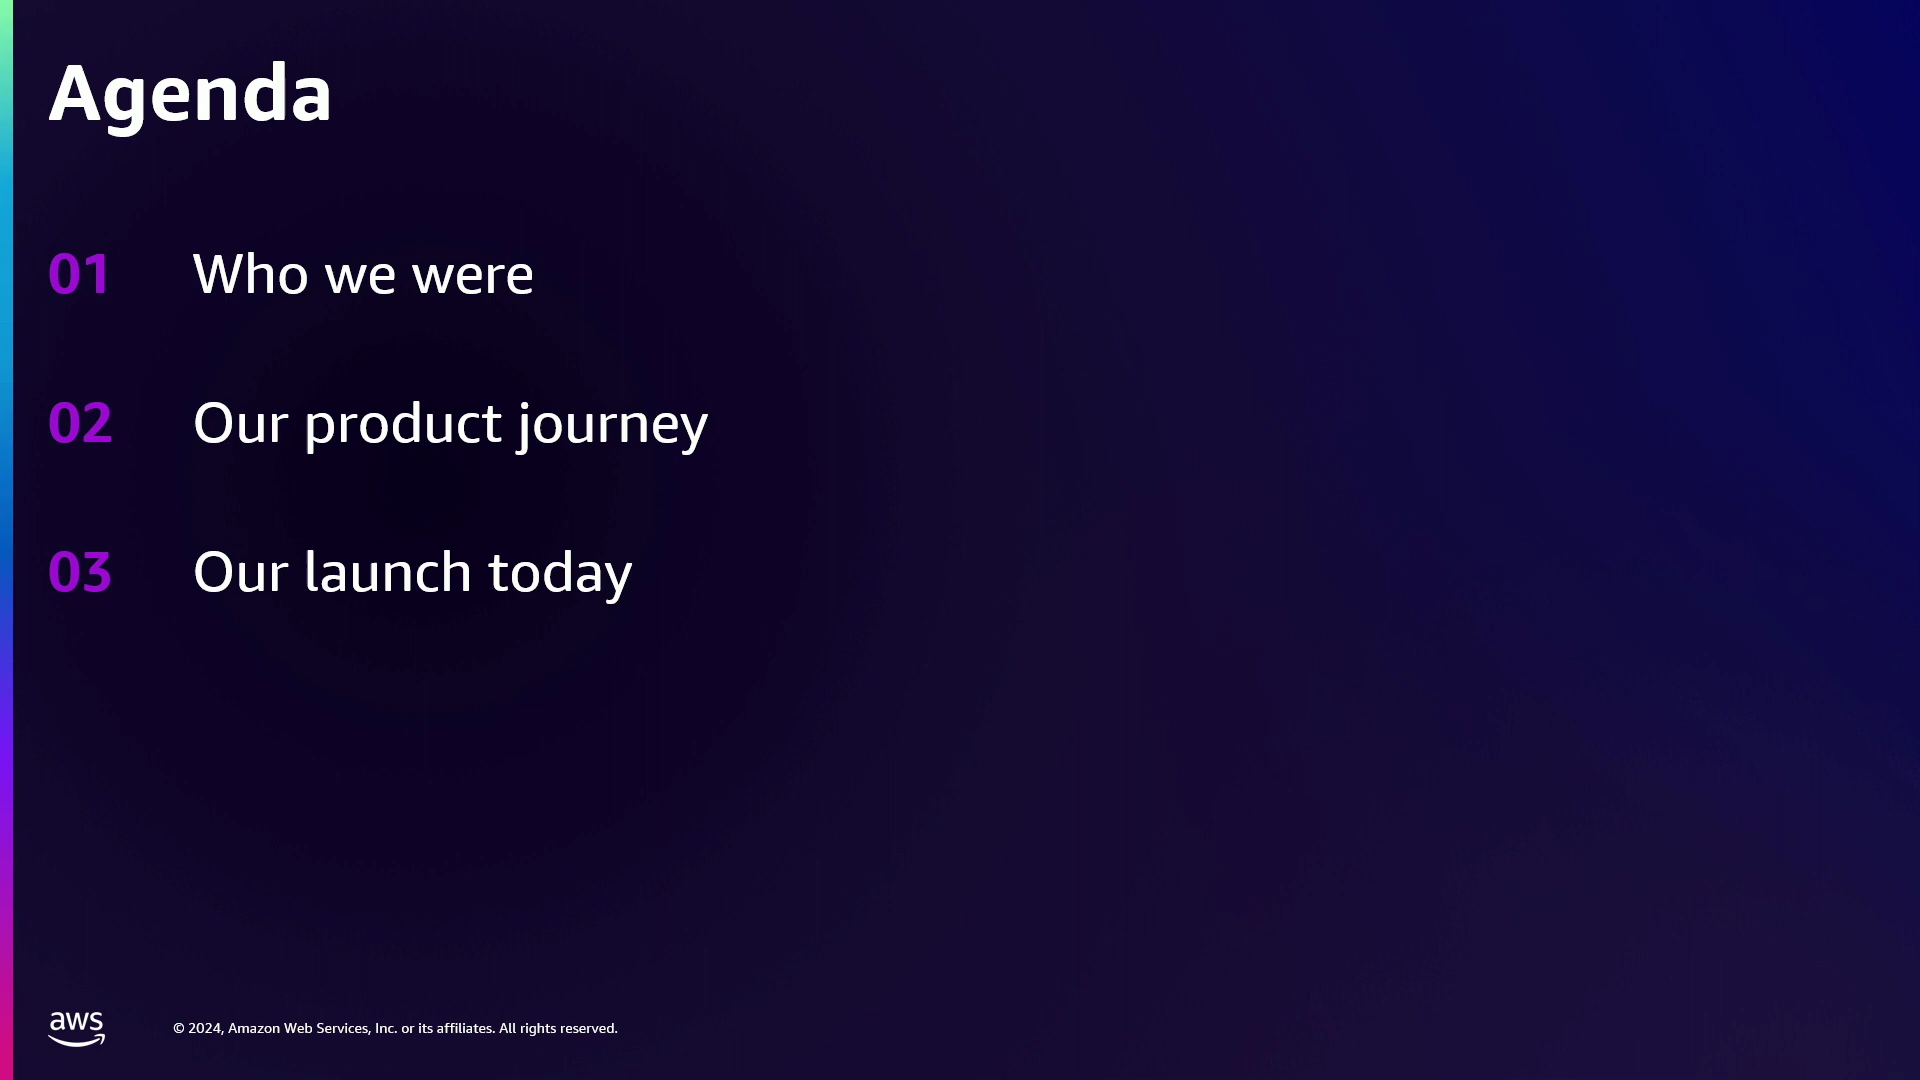 Agenda
01 Who we were
02 Our product journey
03 Our launch today
aws © 2024, Amazon Web Services, Inc. or its affiliates. All rights reserved.